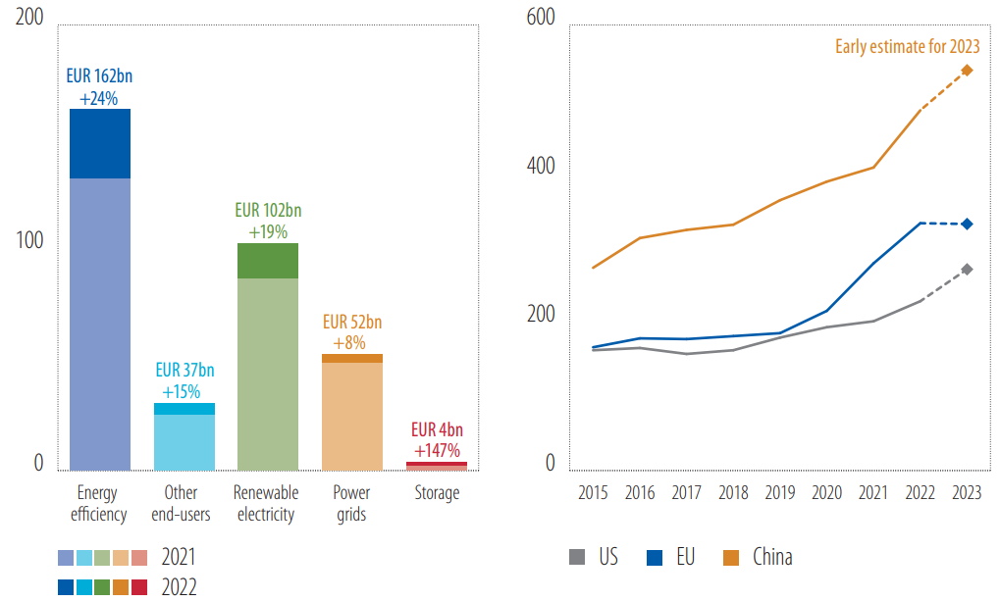 200
EUR 162bn
+24%
EUR 102bn
+19%
100
EUR 52bn
+8%
EUR 37bn
+15%
EUR 4bn
+147%
0
Energy
efficiency
Other
end-users
Renewable
electricity
Power
grids
Storage
2021
2022
600
Early estimate for 2023
400
200
0
2015 2016 2017 2018 2019 2020 2021 2022 2023
US EU China